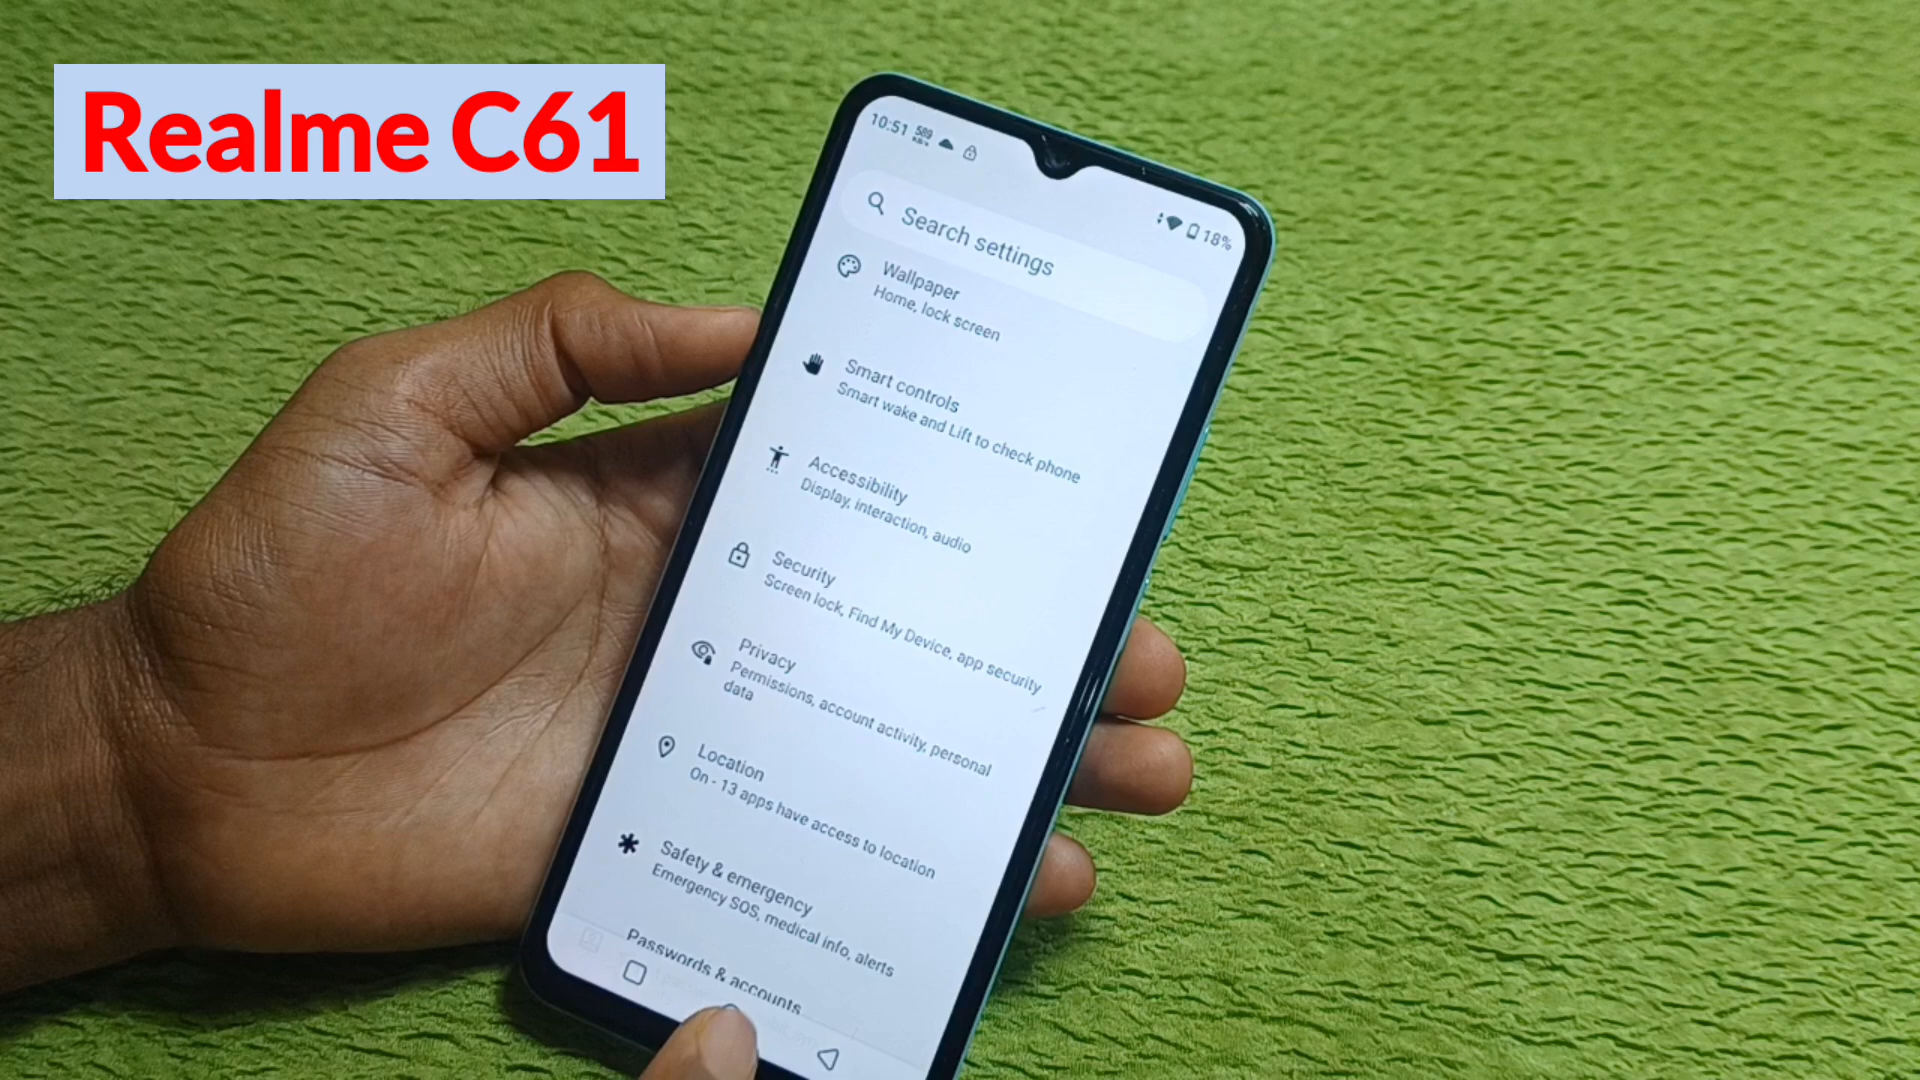 Realme C61
10:51 589
18%
Search settings
Wallpaper
Home, lock screen
Smart controls
Smart wake and Lift to check phone
Accessibility
Display, interaction, audio
Security
Screen lock, Find My Device, app security
Privacy
Permissions, account activity, personal
data
Location
On - 13 apps have access to location
Safety & emergency
Emergency SOS, medical info, alerts
Passwords & accounts